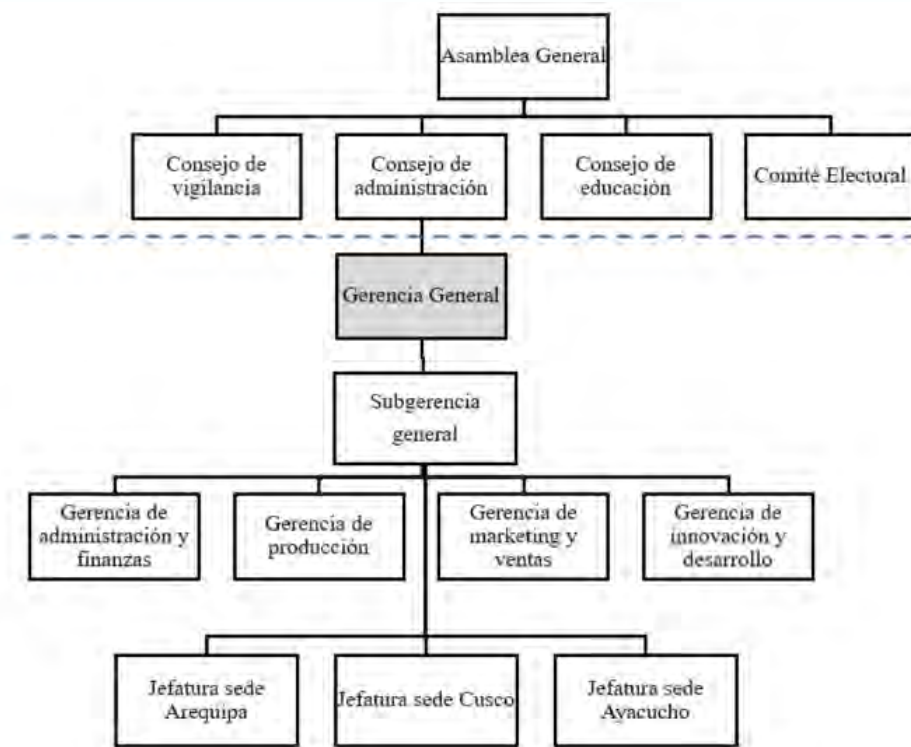 Asamblea General
Consejo de
vigilancia
Consejo de
administración
Consejo de
educación
Comité Electoral
Gerencia General
Subgerencia
general
Gerencia de
administración y
finanzas
Gerencia de
producción
Gerencia de
marketing y
ventas
Gerencia de
innovación y
desarrollo
Jefatura sede
Arequipa
Jefatura sede Cusco
Jefatura sede
Ayacucho